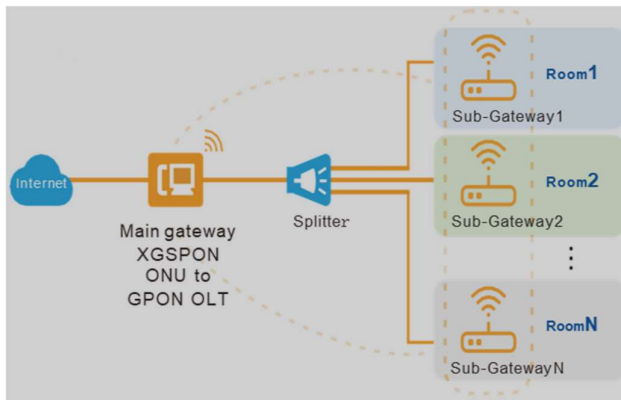 Room1
Sub-Gateway1
Internet
Room2
Splitter
Sub-Gateway2
Main gateway
XGSPON
ONU to
GPON OLT
RoomN
Sub-GatewayN